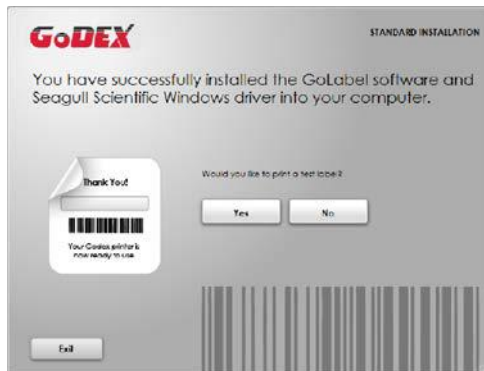 GODEX
STANDARD INSTALLATION
You have successfully installed the GoLabel software and
Seagull Scientific Windows driver into your computer.
Thank You!
Your Godex printer is
now ready to use
Would you like to print a test label?
Yes
No
Exit